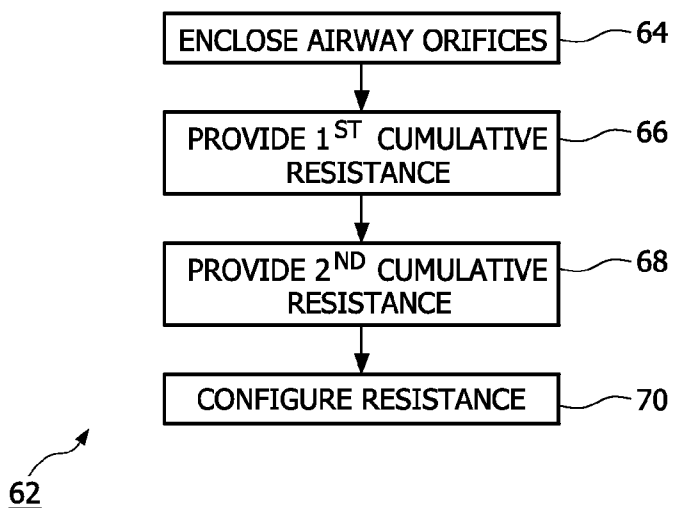 ENCLOSE AIRWAY ORIFICES 64
PROVIDE 1ST CUMULATIVE 66
RESISTANCE
PROVIDE 2ND CUMULATIVE 68
RESISTANCE
CONFIGURE RESISTANCE 70
62